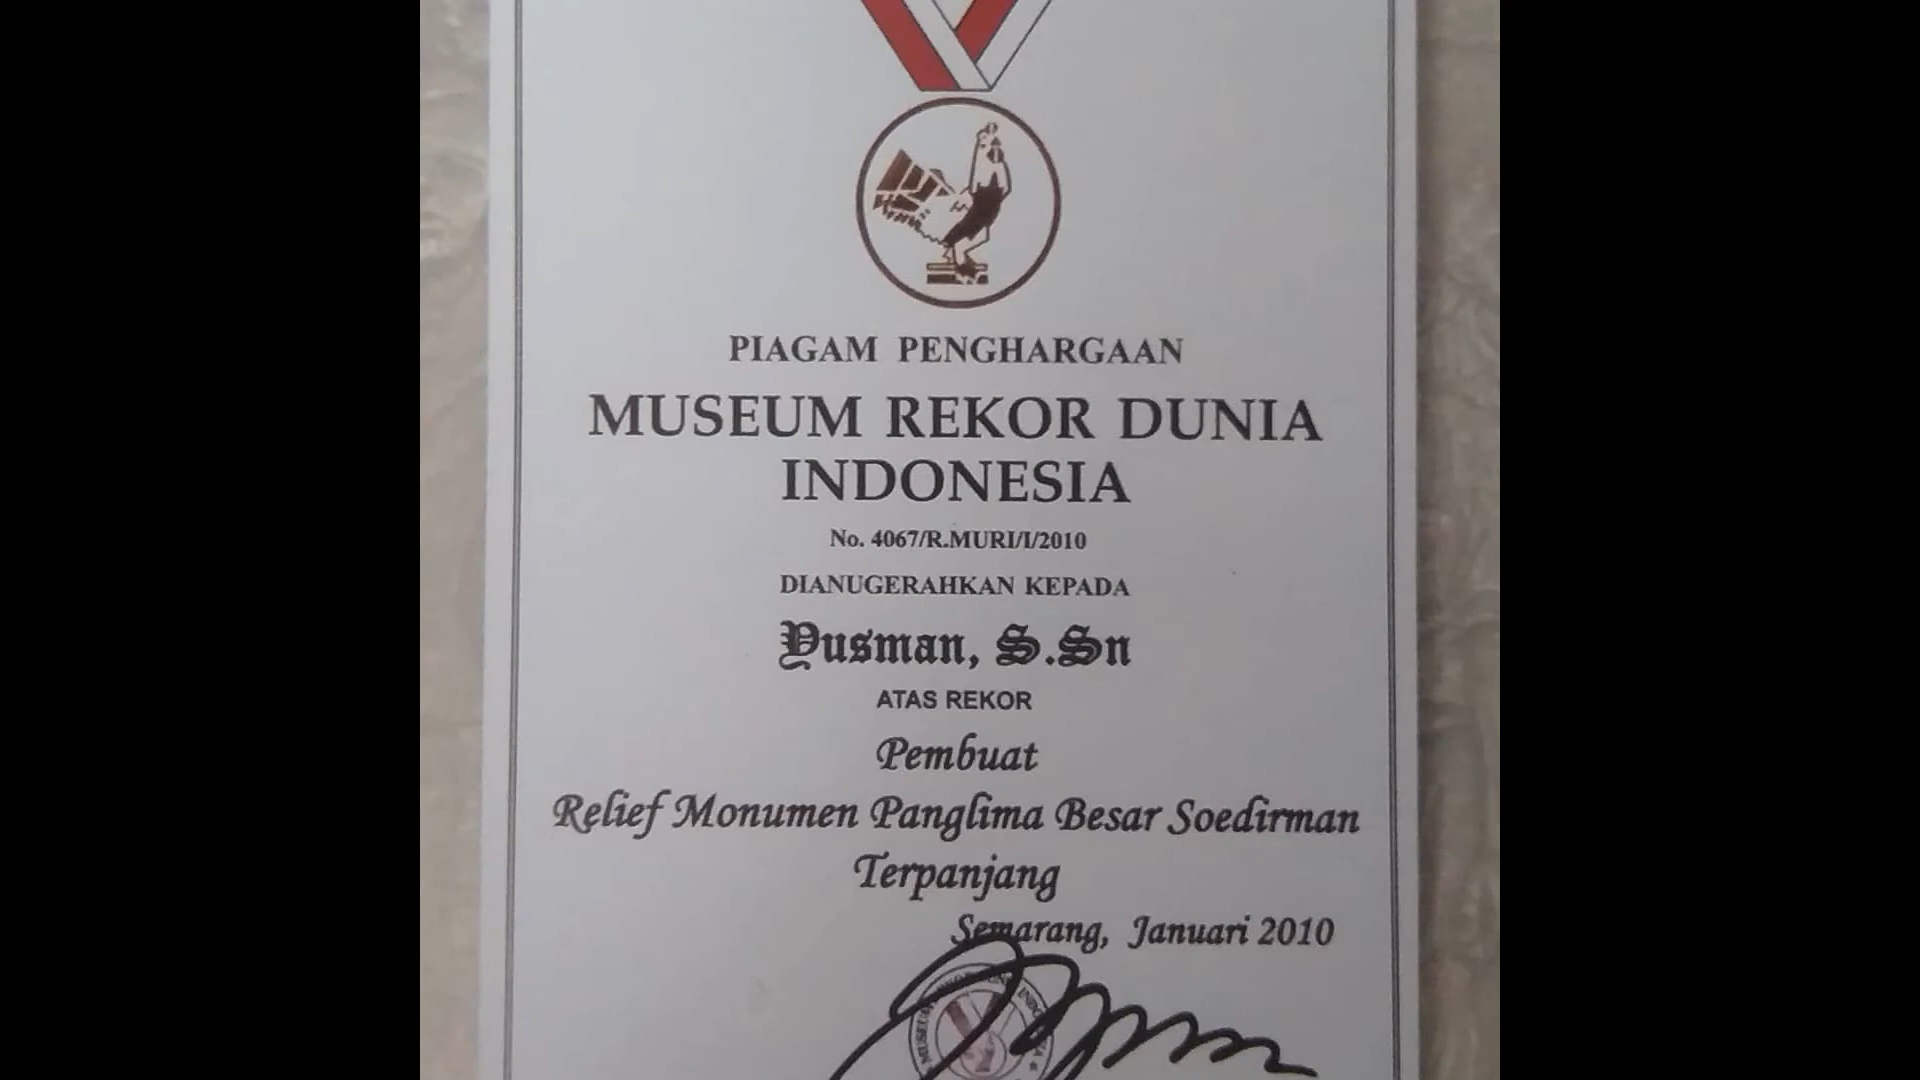 PIAGAM PENGHARGAAN
MUSEUM REKOR DUNIA
INDONESIA
No. 4067/R.MURI/I/2010
DIANUGERAHKAN KEPADA
Yusman, S.Sn
ATAS REKOR
Pembuat
Relief Monumen Panglima Besar Soedirman
Terpanjang
Semarang, Januari 2010